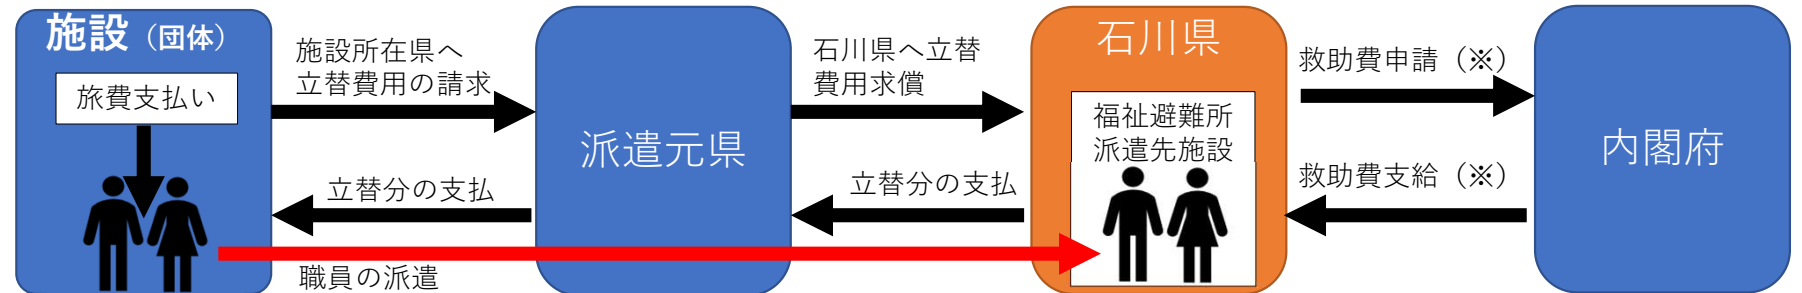 施設（団体）
旅費支払い
施設所在県へ
立替費用の請求
立替分の支払
職員の派遣
派遣元県
石川県へ立替
費用求償
立替分の支払
石川県
福祉避難所
派遣先施設
救助費申請（※）
救助費支給（※）
内閣府